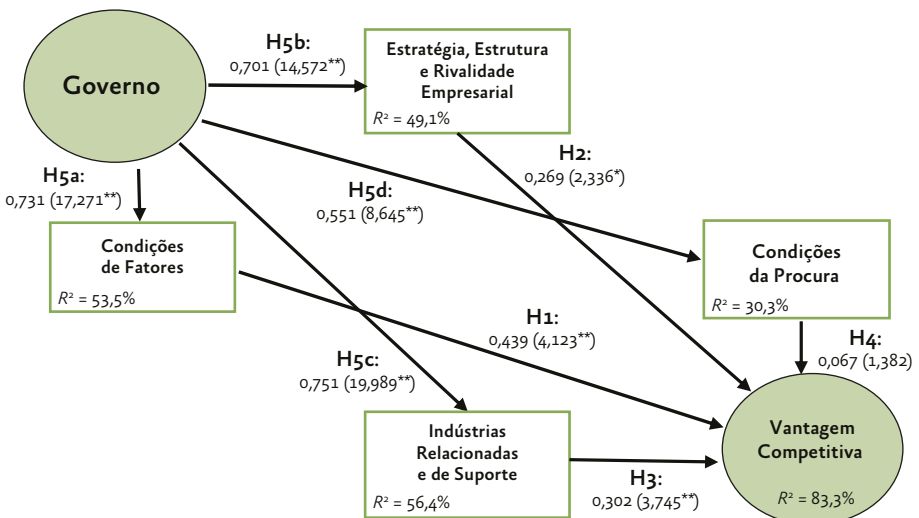 Governo
H5b:
0,701 (14,572**)
Estratégia, Estrutura
e Rivalidade
Empresarial
R² = 49,1%
H2:
0,269 (2,336*)
H5a:
0,731 (17,271**)
H5d:
0,551 (8,645**)
Condições
de Fatores
R² = 53,5%
Condições
da Procura
R² = 30,3%
H1:
0,439 (4,123**)
H4:
0,067 (1,382)
H5c:
0,751 (19,989**)
Indústrias
Relacionadas
e de Suporte
R² = 56,4%
H3:
0,302 (3,745**)
Vantagem
Competitiva
R² = 83,3%